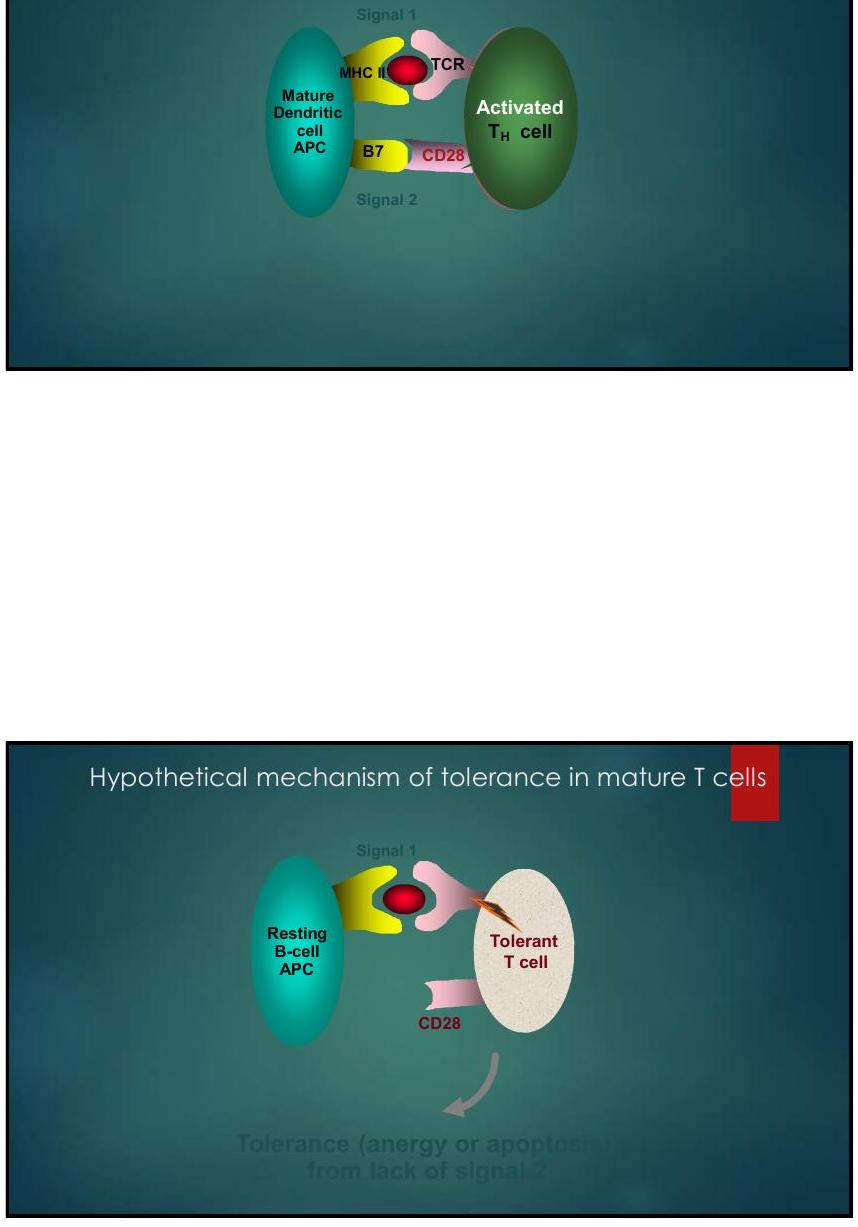 Signal 1
MHC II
TCR
Mature
Dendritic
cell
APC
Activated
TH cell
B7
CD28
Signal 2
Hypothetical mechanism of tolerance in mature T cells
Signal 1
Resting
B-cell
APC
Tolerant
T cell
CD28
Tolerance (anergy or apoptosis)
from lack of signal 2